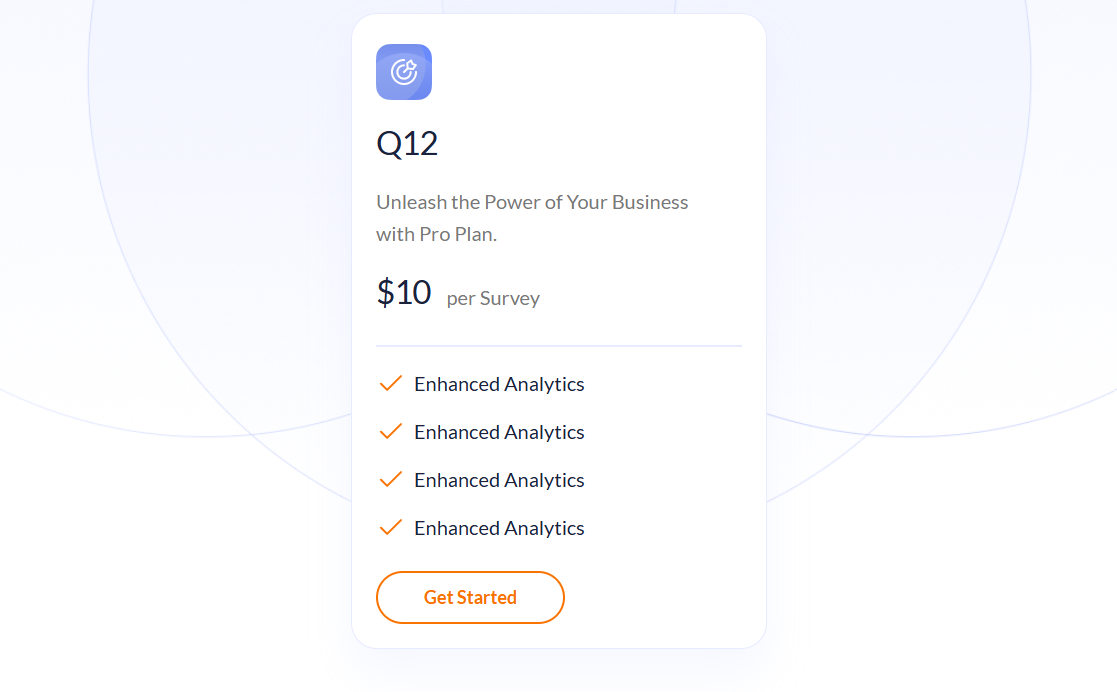 Q12
Unleash the Power of Your Business
with Pro Plan.
$10 per Survey
Enhanced Analytics
Enhanced Analytics
Enhanced Analytics
Enhanced Analytics
Get Started